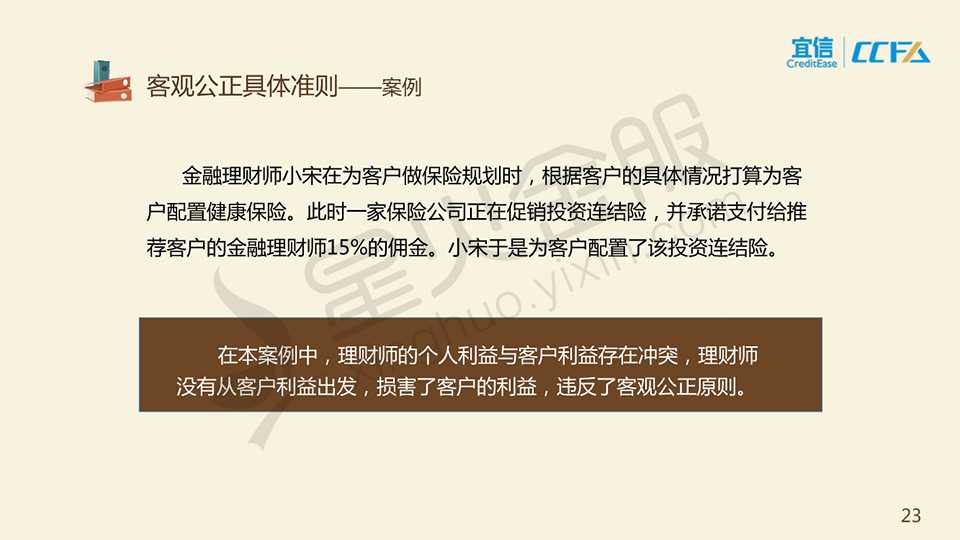 宜信
CreditEase
CCFA
客观公正具体准则——案例
金融理财师小宋在为客户做保险规划时，根据客户的具体情况打算为客
户配置健康保险。此时一家保险公司正在促销投资连结险，并承诺支付给推
荐客户的金融理财师15%的佣金。小宋于是为客户配置了该投资连结险。
星火金服
xinghuo.yixin.com
在本案例中，理财师的个人利益与客户利益存在冲突，理财师
没有从客户利益出发，损害了客户的利益，违反了客观公正原则。
23